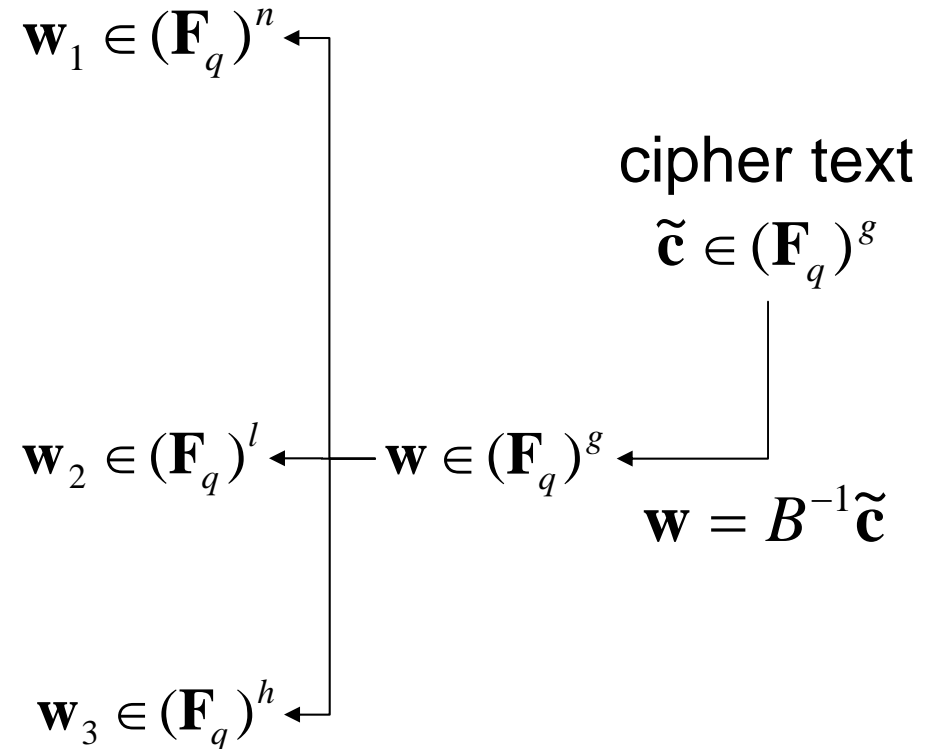 w₁ ∈ (F_q)ⁿ
cipher text
c̃ ∈ (F_q)ᵍ
w₂ ∈ (F_q)ˡ
w ∈ (F_q)ᵍ
w = B⁻¹c̃
w₃ ∈ (F_q)ʰ